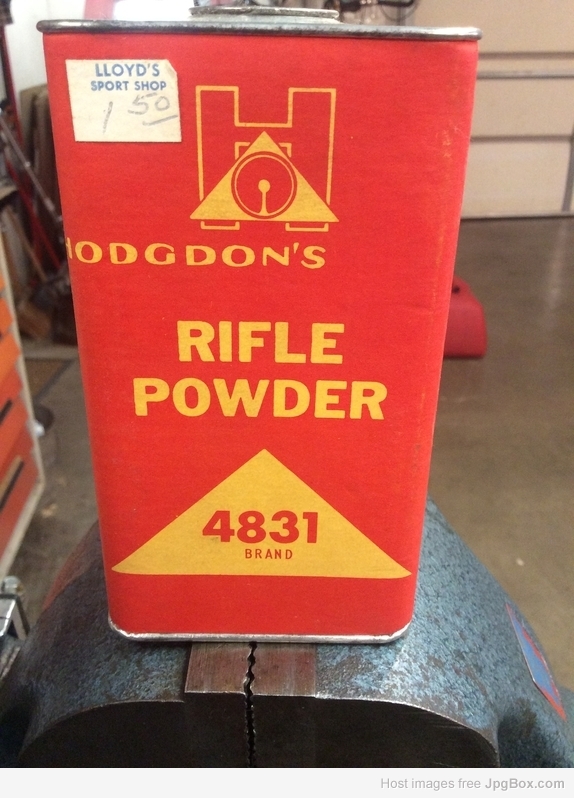 LLOYD'S
SPORT SHOP
1 50
H
HODGDON'S
RIFLE
POWDER
4831
BRAND
Host images free JpgBox.com